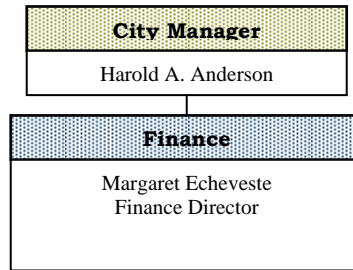 City Manager
Harold A. Anderson
Finance
Margaret Echeveste
Finance Director